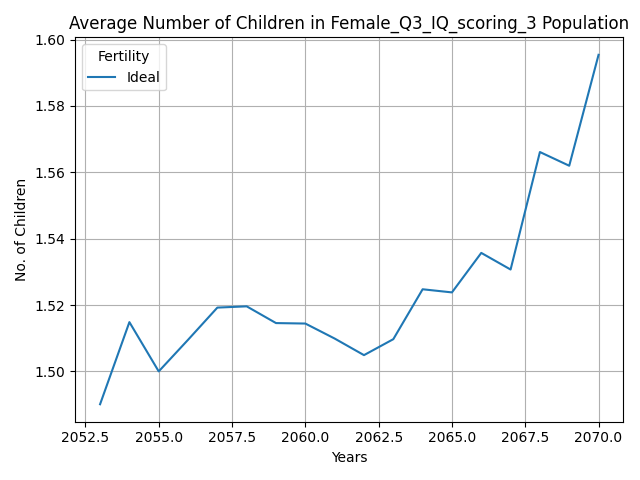 Average Number of Children in Female_Q3_IQ_scoring_3 Population
Fertility
Ideal
1.60
1.58
1.56
1.54
1.52
1.50
No. of Children
2052.5 2055.0 2057.5 2060.0 2062.5 2065.0 2067.5 2070.0
Years